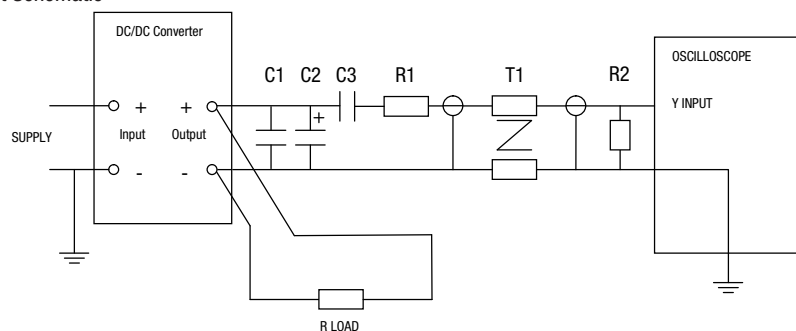 DC/DC Converter
OSCILLOSCOPE
C1 C2 C3 R1 T1 R2
+ + Y INPUT
+
SUPPLY Input Output
- -
R LOAD